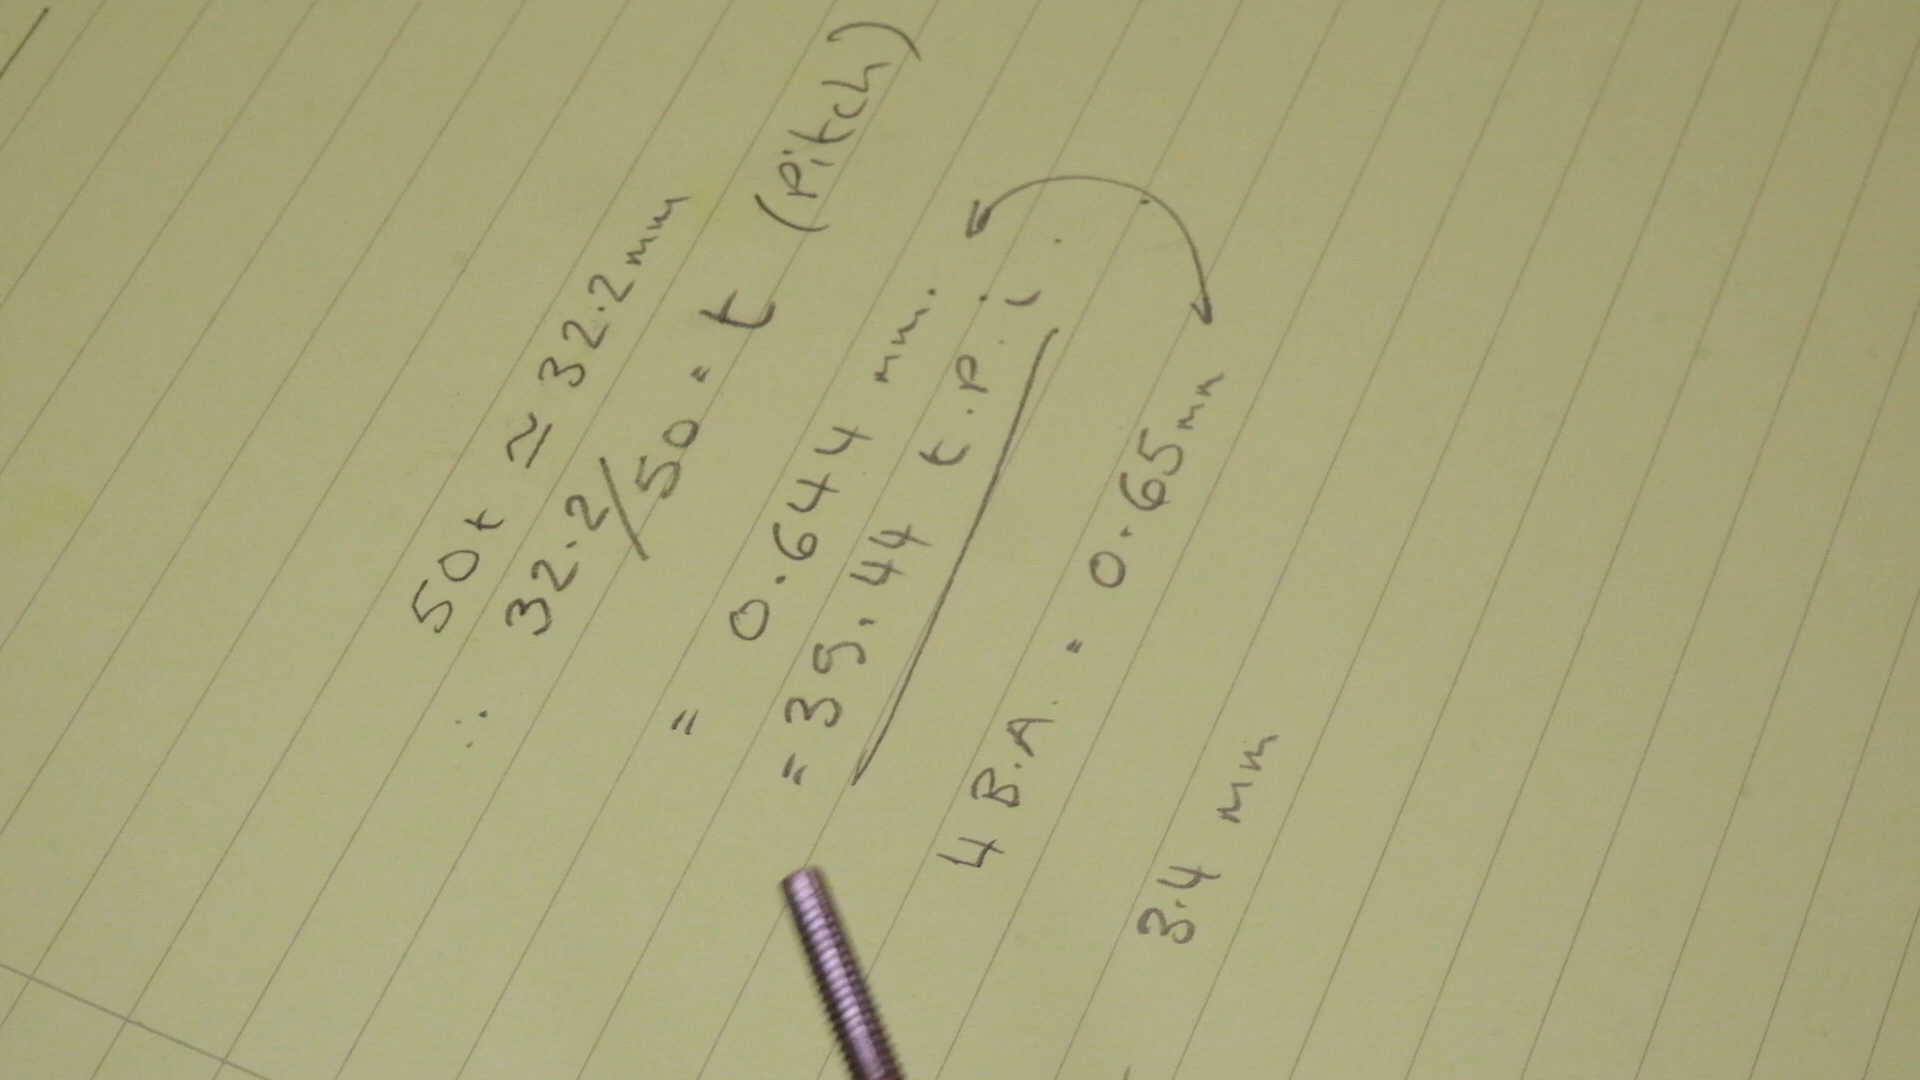 50t ≃ 32.2mm
∴ 32.2/50 = t (Pitch)
= 0.644 mm.
= 39.44 t.p.i.
4 B.A. = 0.65mm
3.4 mm